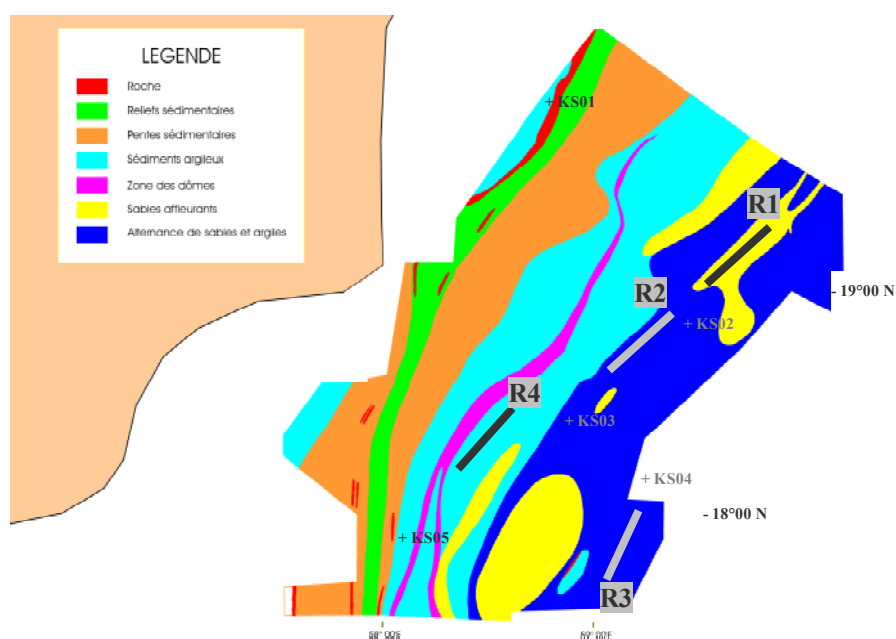 LEGENDE
Roche
Reliefs sédimentaires
Pentes sédimentaires
Sédiments argileux
Zone des dômes
Sables affleurants
Alternance de sables et argiles
+ KS01
R1
- 19°00 N
R2
+ KS02
R4
+ KS03
+ KS04
- 18°00 N
+ KS05
R3